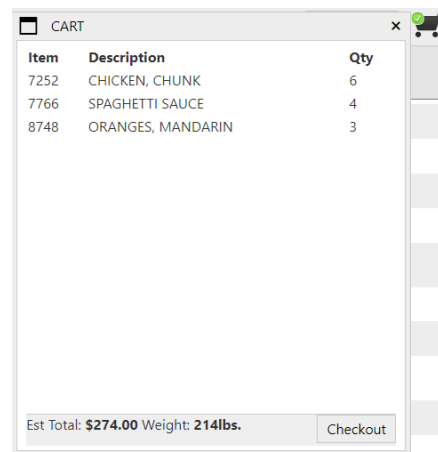 CART ×
Item Description Qty
7252 CHICKEN, CHUNK 6
7766 SPAGHETTI SAUCE 4
8748 ORANGES, MANDARIN 3
Est Total: $274.00 Weight: 214lbs.
Checkout